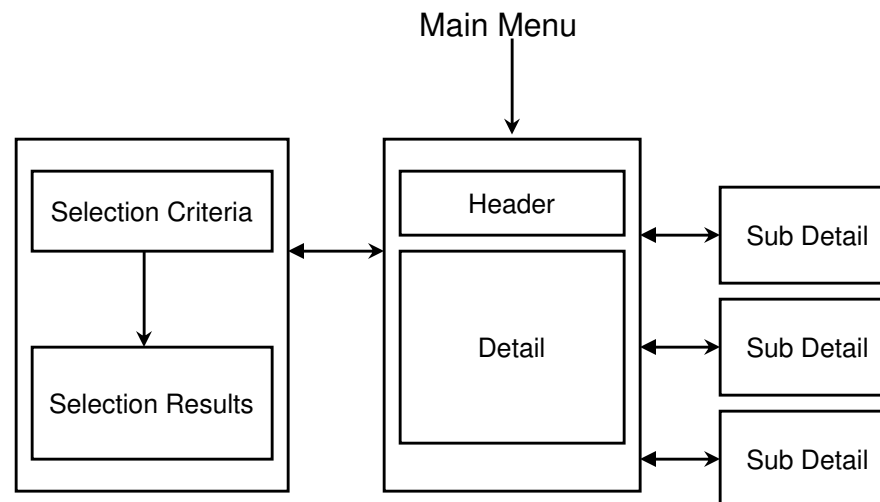 Main Menu
Selection Criteria
Selection Results
Header
Detail
Sub Detail
Sub Detail
Sub Detail